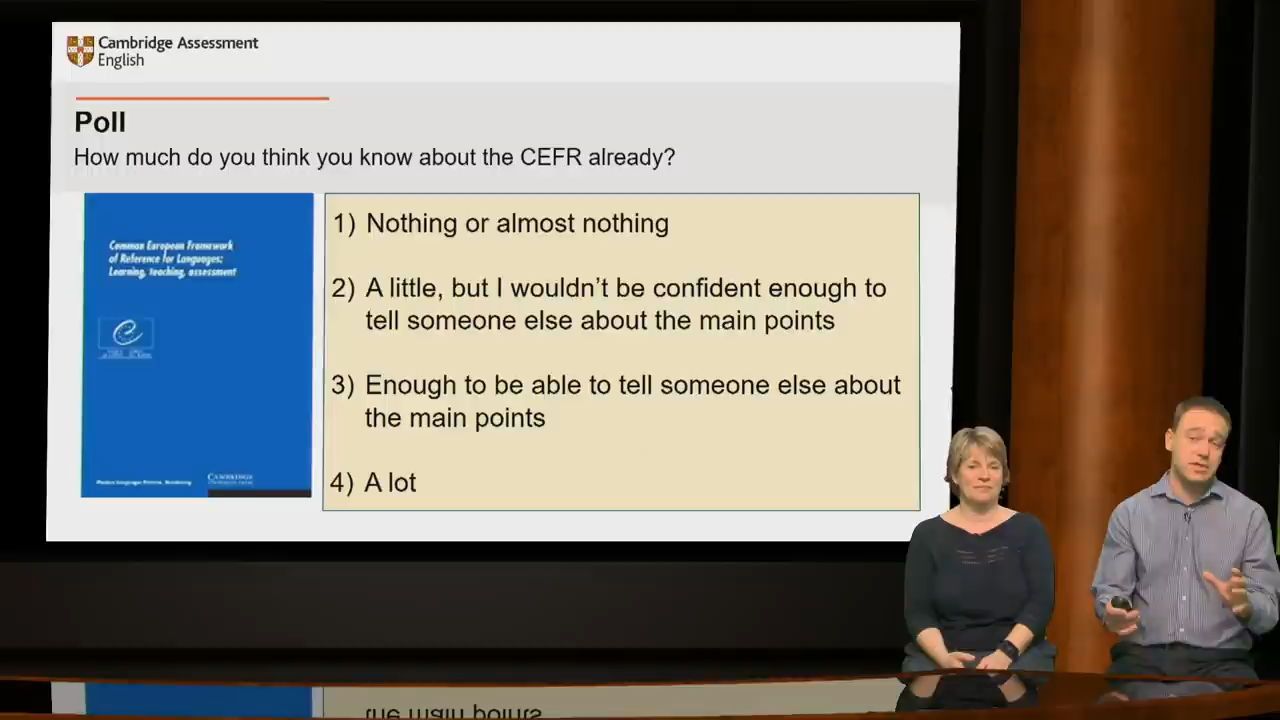 Cambridge Assessment
English
Poll
How much do you think you know about the CEFR already?
Common European Framework
of Reference for Languages:
Learning, teaching, assessment
CAMBRIDGE
1) Nothing or almost nothing
2) A little, but I wouldn't be confident enough to
tell someone else about the main points
3) Enough to be able to tell someone else about
the main points
4) A lot
the main points